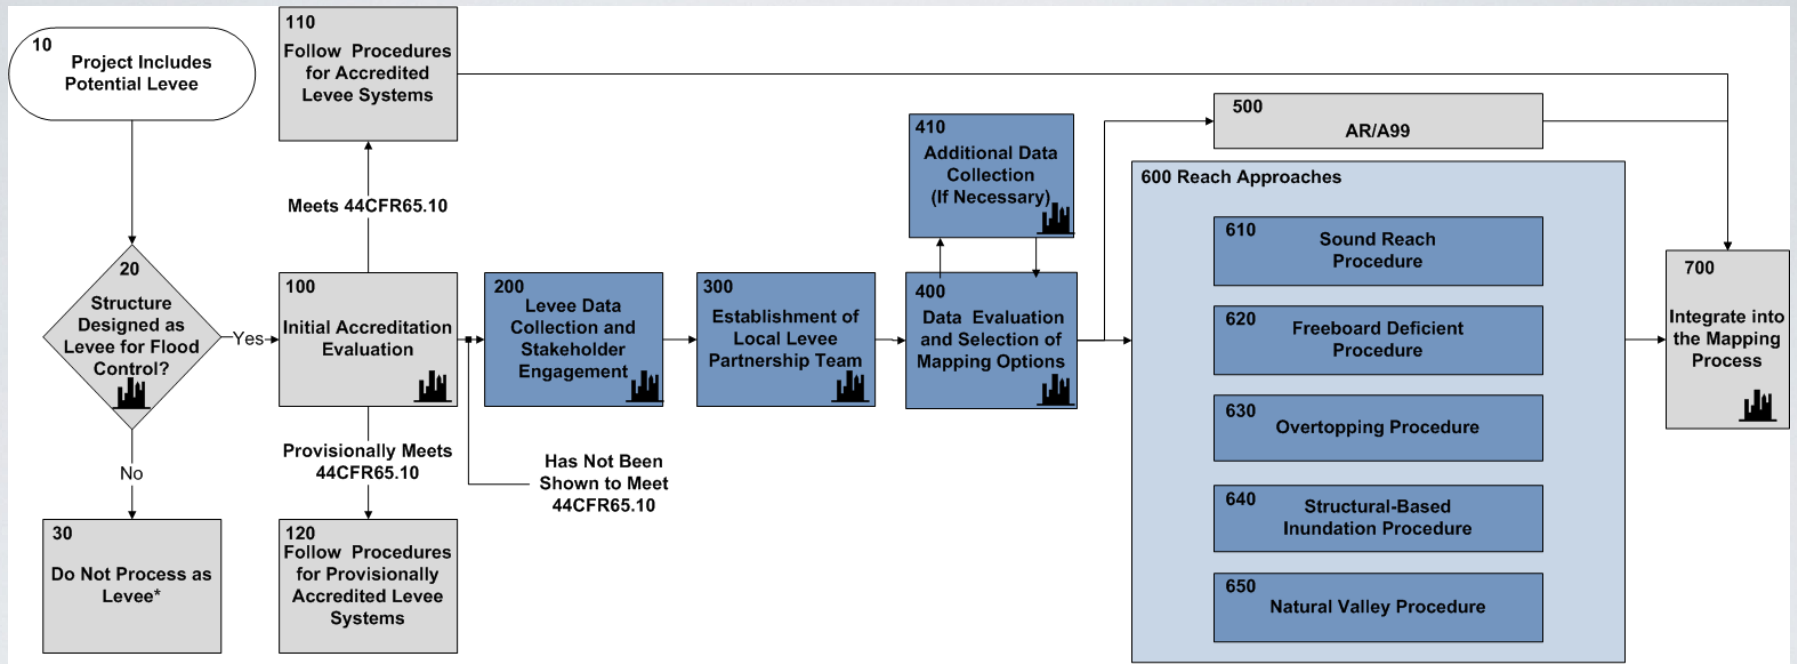 10
Project Includes
Potential Levee
20
Structure
Designed as
Levee for Flood
Control?
Yes
No
30
Do Not Process as
Levee*
100
Initial Accreditation
Evaluation
Meets 44CFR65.10
110
Follow Procedures
for Accredited
Levee Systems
Provisionally Meets
44CFR65.10
120
Follow Procedures
for Provisionally
Accredited Levee
Systems
Has Not Been
Shown to Meet
44CFR65.10
200
Levee Data
Collection and
Stakeholder
Engagement
300
Establishment of
Local Levee
Partnership Team
400
Data Evaluation
and Selection of
Mapping Options
410
Additional Data
Collection
(If Necessary)
500
AR/A99
600 Reach Approaches
610
Sound Reach
Procedure
620
Freeboard Deficient
Procedure
630
Overtopping Procedure
640
Structural-Based
Inundation Procedure
650
Natural Valley Procedure
700
Integrate into
the Mapping
Process